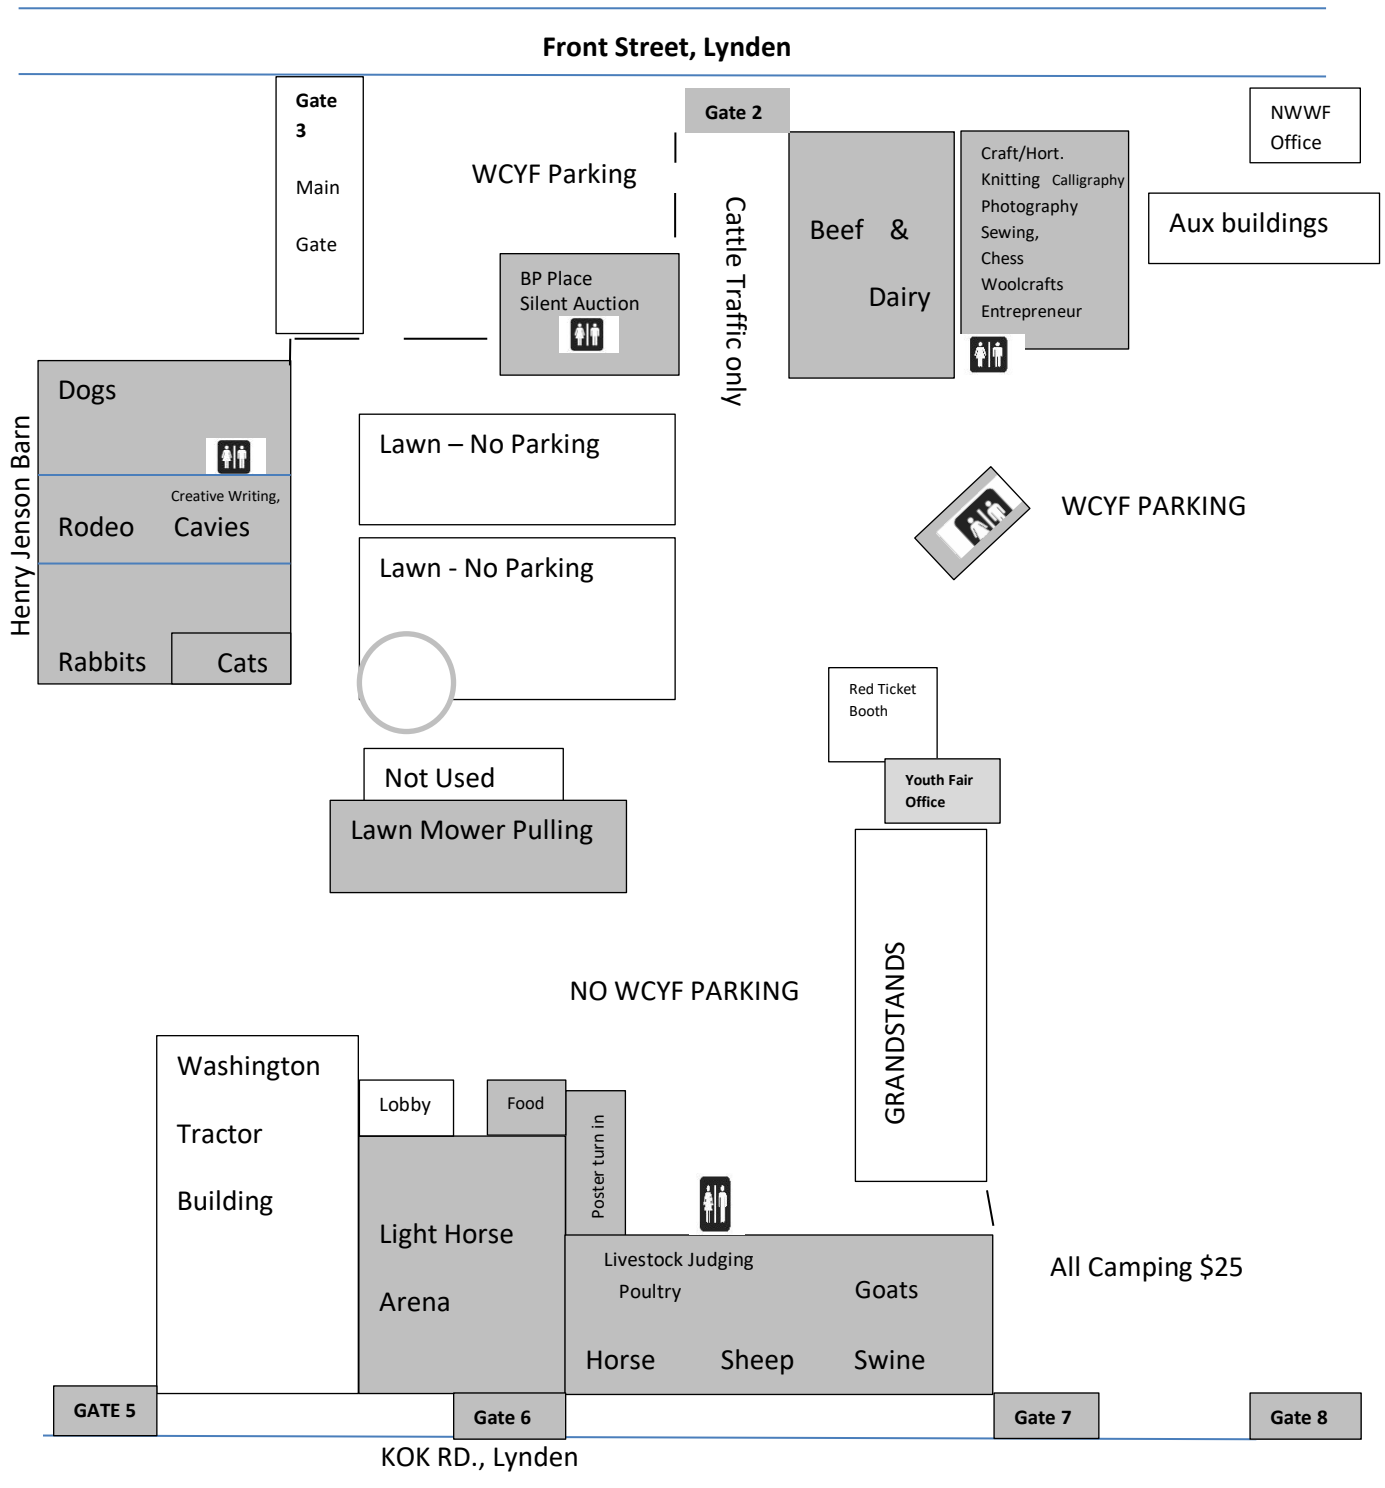 Front Street, Lynden
Gate
3
Main
Gate
WCYF Parking
Gate 2
Cattle Traffic only
Beef &
Dairy
Craft/Hort.
Knitting Calligraphy
Photography
Sewing,
Chess
Woolcrafts
Entrepreneur
NWWF
Office
Aux buildings
BP Place
Silent Auction
Henry Jenson Barn
Dogs
Creative Writing,
Rodeo Cavies
Rabbits
Cats
Lawn – No Parking
Lawn - No Parking
WCYF PARKING
Red Ticket
Booth
Youth Fair
Office
Not Used
Lawn Mower Pulling
GRANDSTANDS
NO WCYF PARKING
Washington
Tractor
Building
Lobby
Food
Poster turn in
Light Horse
Arena
Livestock Judging
Poultry
Goats
Horse Sheep Swine
All Camping $25
GATE 5
Gate 6
Gate 7
Gate 8
KOK RD., Lynden